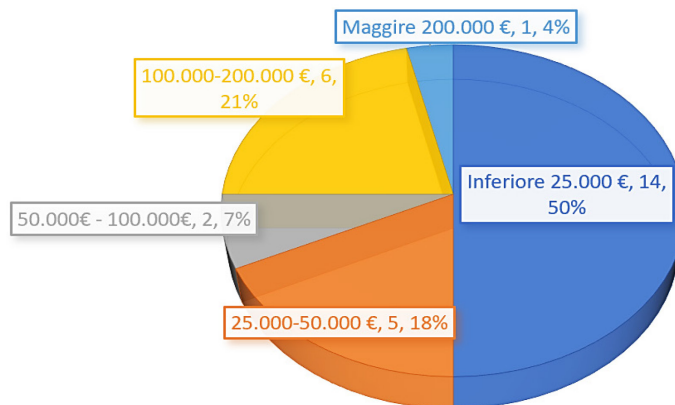 Maggire 200.000 €, 1, 4%
100.000-200.000 €, 6,
21%
Inferiore 25.000 €, 14,
50%
50.000€ - 100.000€, 2, 7%
25.000-50.000 €, 5, 18%